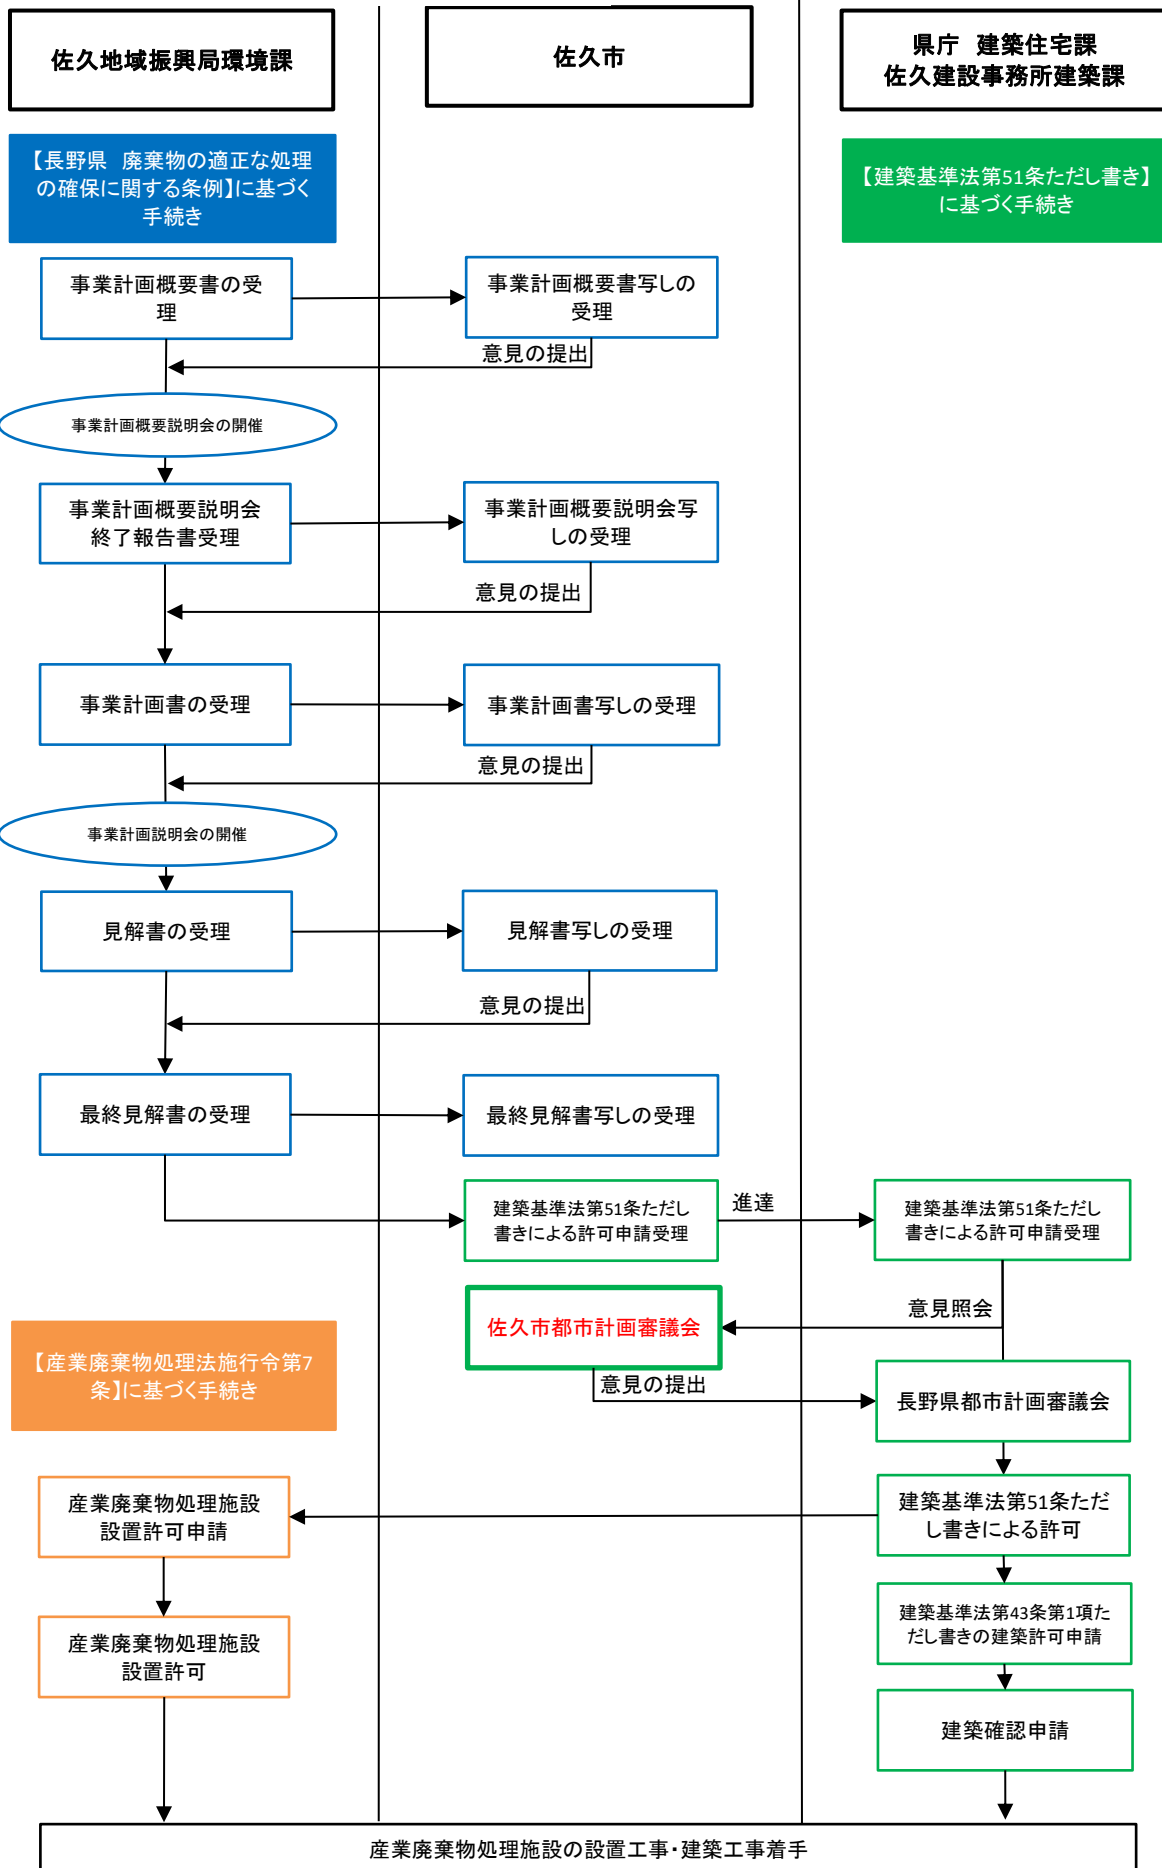 佐久地域振興局環境課
佐久市
県庁　建築住宅課
佐久建設事務所建築課
【長野県　廃棄物の適正な処理
の確保に関する条例】に基づく
手続き
【建築基準法第51条ただし書き】
に基づく手続き
事業計画概要書の受
理
事業計画概要書写しの
受理
意見の提出
事業計画概要説明会の開催
事業計画概要説明会
終了報告書受理
事業計画概要説明会写
しの受理
意見の提出
事業計画書の受理
事業計画書写しの受理
意見の提出
事業計画説明会の開催
見解書の受理
見解書写しの受理
意見の提出
最終見解書の受理
最終見解書写しの受理
建築基準法第51条ただし
書きによる許可申請受理
進達
建築基準法第51条ただし
書きによる許可申請受理
意見照会
佐久市都市計画審議会
【産業廃棄物処理法施行令第7
条】に基づく手続き
意見の提出
長野県都市計画審議会
産業廃棄物処理施設
設置許可申請
建築基準法第51条ただ
し書きによる許可
産業廃棄物処理施設
設置許可
建築基準法第43条第1項た
だし書きの建築許可申請
建築確認申請
産業廃棄物処理施設の設置工事・建築工事着手